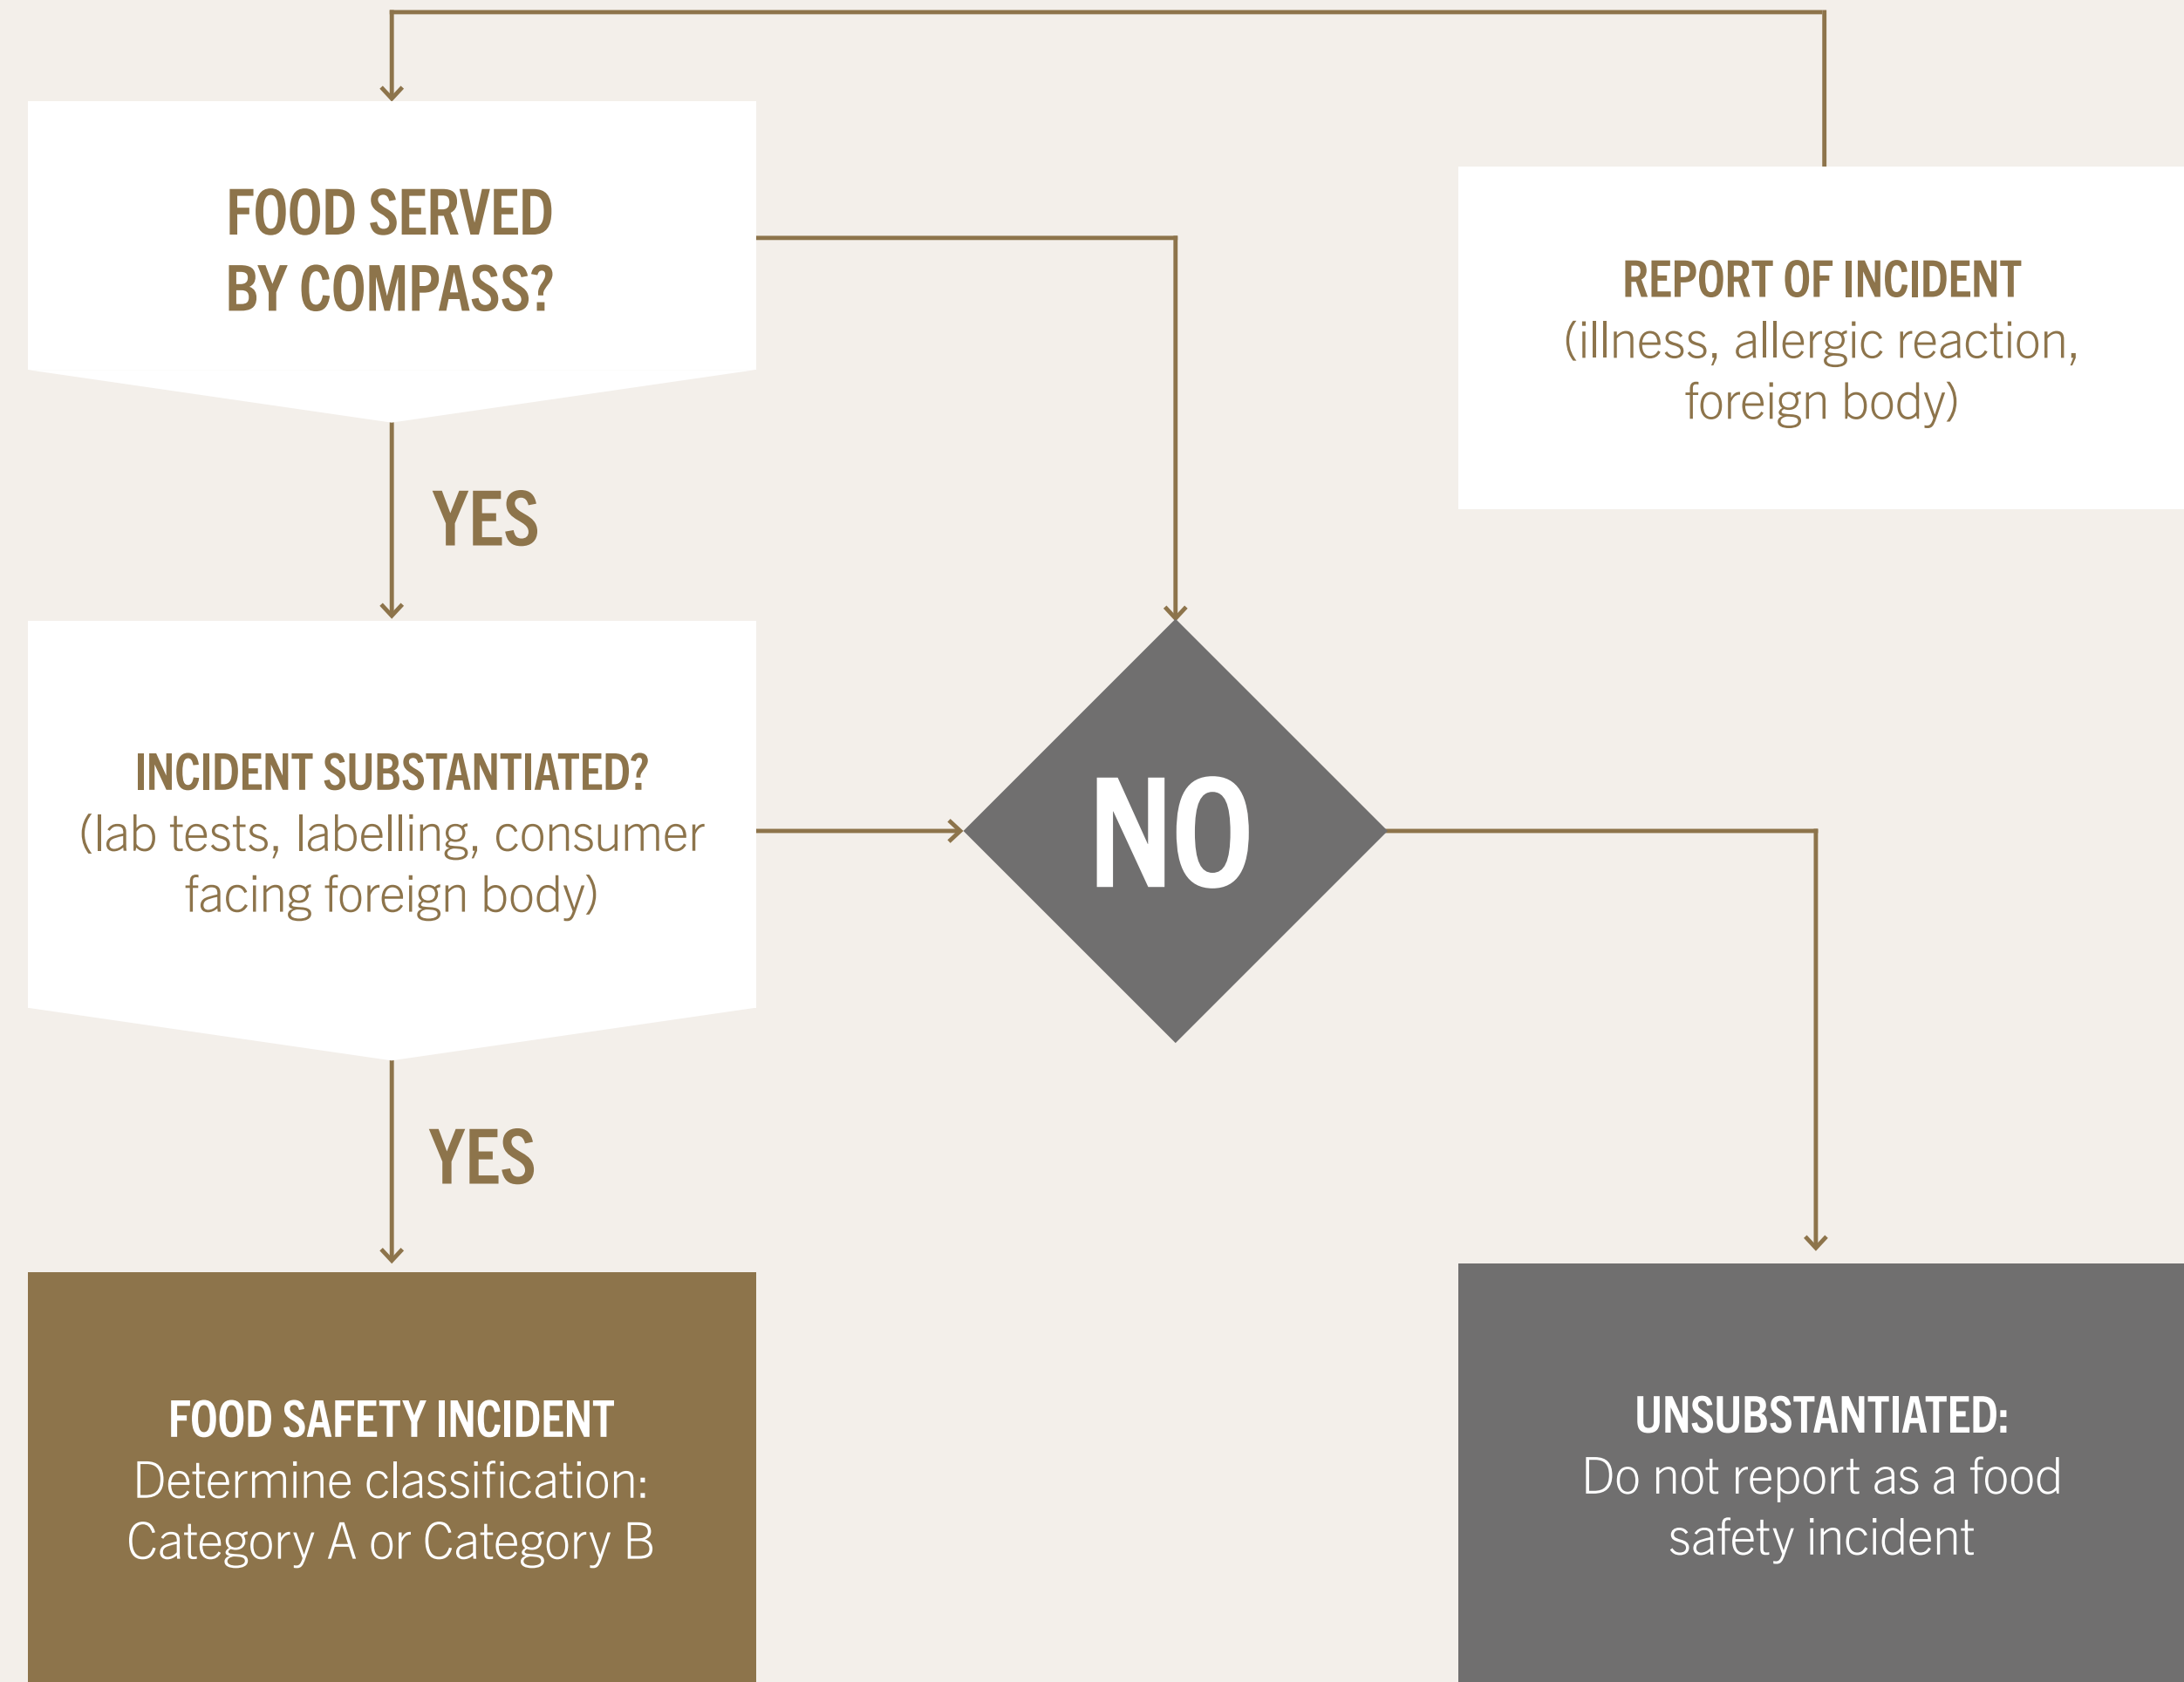 FOOD SERVED
BY COMPASS?
REPORT OF INCIDENT
(illness, allergic reaction,
foreign body)
YES
INCIDENT SUBSTANTIATED?
(lab tests, labelling, consumer
facing foreign body)
NO
YES
FOOD SAFETY INCIDENT
Determine classification:
Category A or Category B
UNSUBSTANTIATED:
Do not report as a food
safety incident